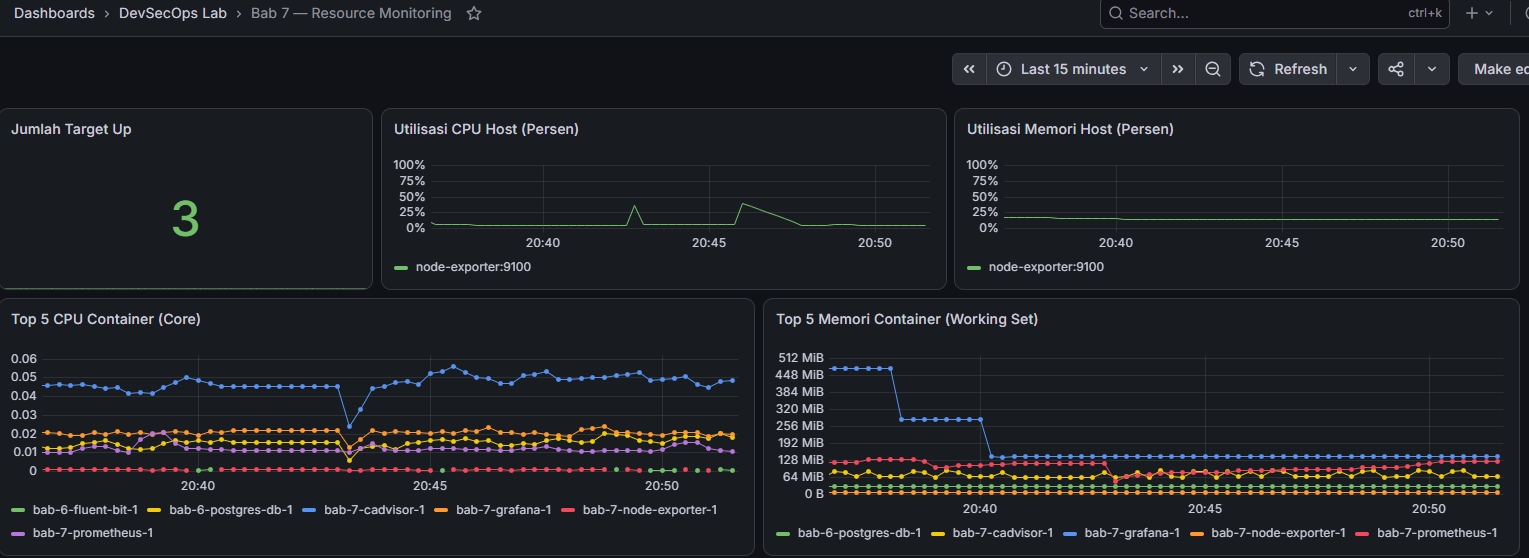 Dashboards › DevSecOps Lab › Bab 7 — Resource Monitoring
Search... ctrl+k
Last 15 minutes
Refresh
Make
Jumlah Target Up
3
Utilisasi CPU Host (Persen)
100%
75%
50%
25%
0%
20:40 20:45 20:50
node-exporter:9100
Utilisasi Memori Host (Persen)
100%
75%
50%
25%
0%
20:40 20:45 20:50
node-exporter:9100
Top 5 CPU Container (Core)
0.06
0.05
0.04
0.03
0.02
0.01
0
20:40 20:45 20:50
bab-6-fluent-bit-1 bab-6-postgres-db-1 bab-7-cadvisor-1 bab-7-grafana-1 bab-7-node-exporter-1
bab-7-prometheus-1
Top 5 Memori Container (Working Set)
512 MiB
448 MiB
384 MiB
320 MiB
256 MiB
192 MiB
128 MiB
64 MiB
0 B
20:40 20:45 20:50
bab-6-postgres-db-1 bab-7-cadvisor-1 bab-7-grafana-1 bab-7-node-exporter-1 bab-7-prometheus-1